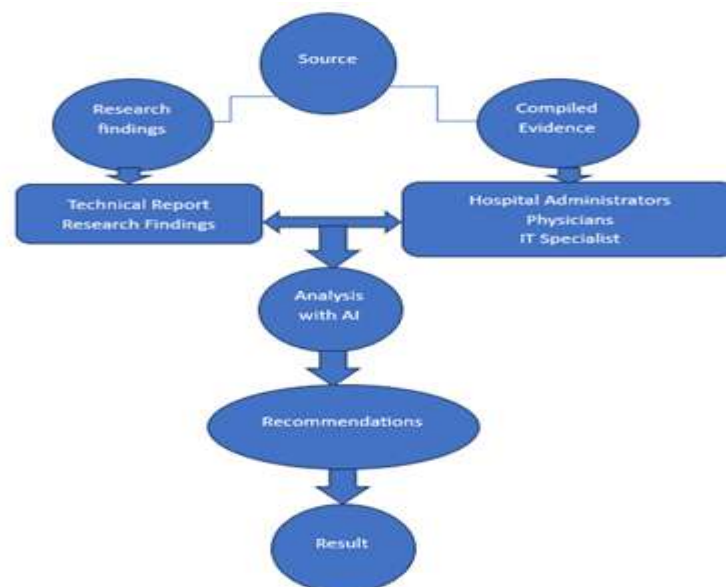 Source
Research
findings
Compiled
Evidence
Technical Report
Research Findings
Hospital Administrators
Physicians
IT Specialist
Analysis
with AI
Recommendations
Result